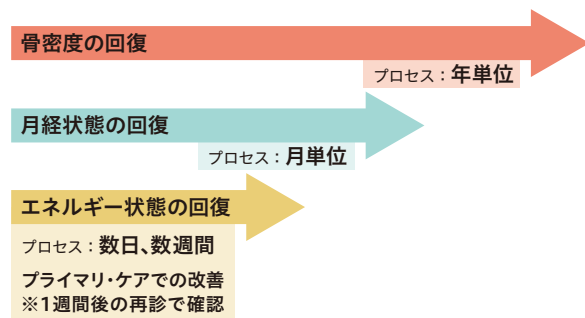 骨密度の回復
プロセス：年単位
月経状態の回復
プロセス：月単位
エネルギー状態の回復
プロセス：数日、数週間
プライマリ・ケアでの改善
※1週間後の再診で確認